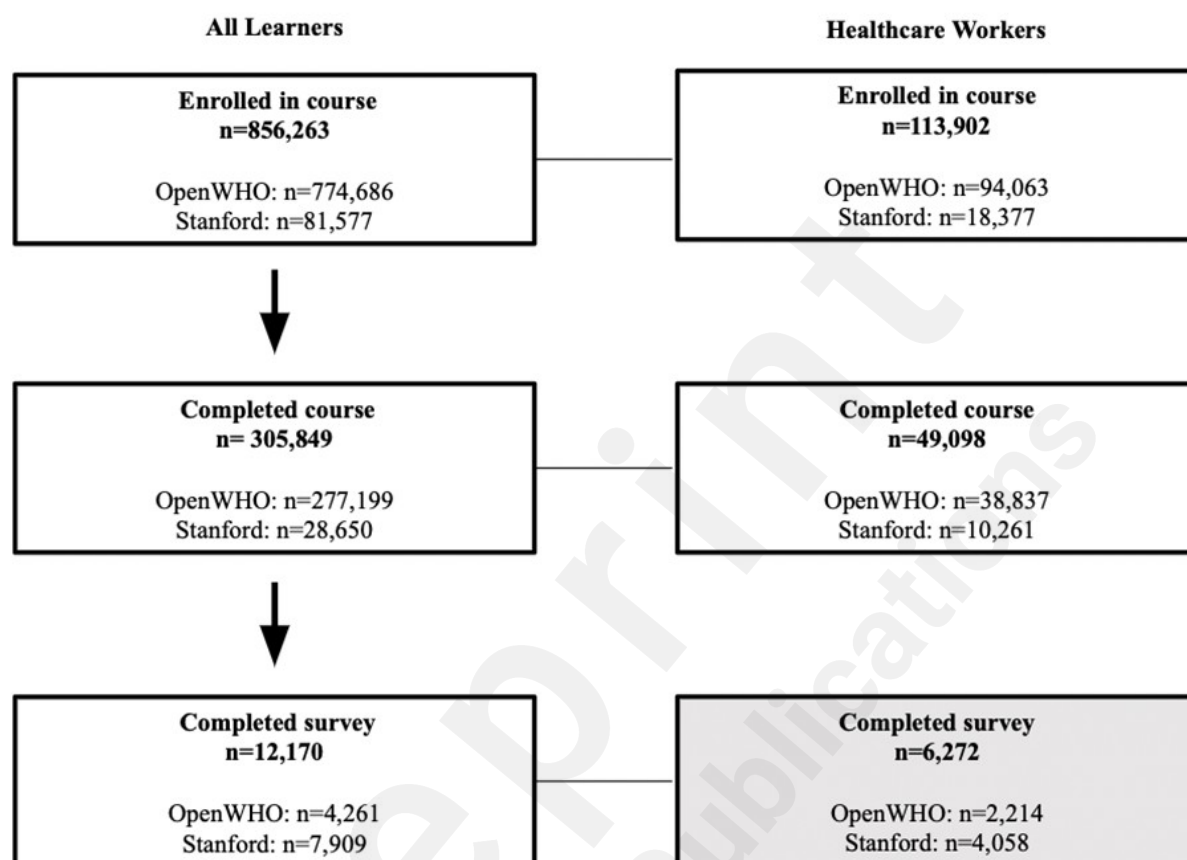 All Learners
Healthcare Workers
Enrolled in course
n=856,263
OpenWHO: n=774,686
Stanford: n=81,577
Enrolled in course
n=113,902
OpenWHO: n=94,063
Stanford: n=18,377
Completed course
n= 305,849
OpenWHO: n=277,199
Stanford: n=28,650
Completed course
n=49,098
OpenWHO: n=38,837
Stanford: n=10,261
Completed survey
n=12,170
OpenWHO: n=4,261
Stanford: n=7,909
Completed survey
n=6,272
OpenWHO: n=2,214
Stanford: n=4,058
eprint
ublications